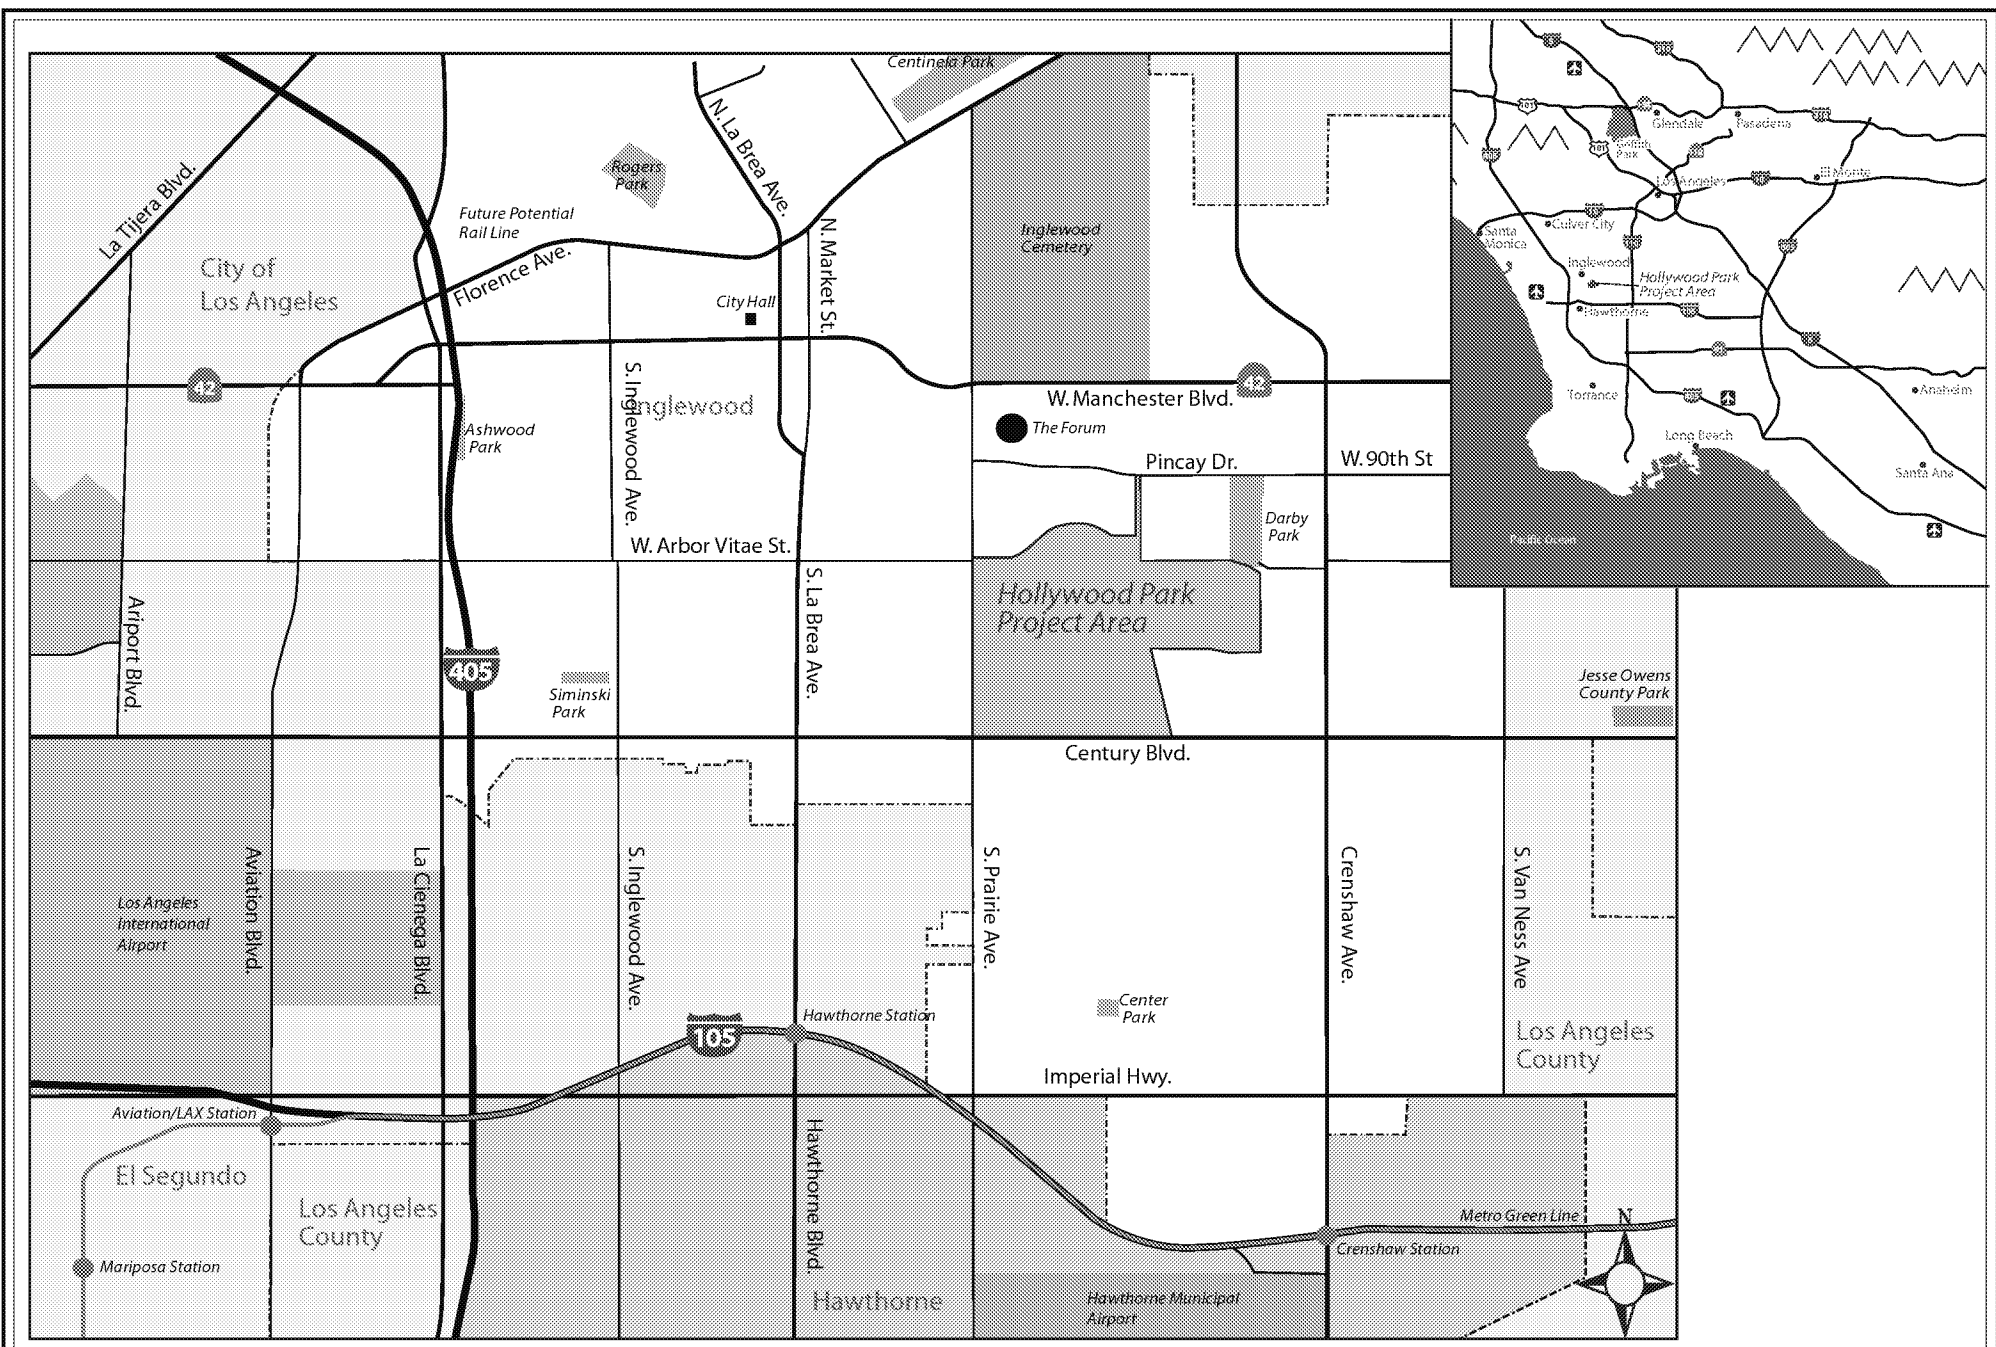 Centinela Park
N. La Brea Ave.
La Tijera Blvd.
Rogers
Park
Future Potential
Rail Line
Florence Ave.
N. Market St.
City of
Los Angeles
City Hall
Inglewood
Cemetery
42
42
W. Manchester Blvd.
S. Inglewood Ave.
Inglewood
Ashwood
Park
The Forum
Pincay Dr.
W. 90th St
Darby
Park
W. Arbor Vitae St.
Hollywood Park
Project Area
Ariport Blvd.
S. La Brea Ave.
405
Siminski
Park
Jesse Owens
County Park
Century Blvd.
Los Angeles
International
Airport
Aviation Blvd.
La Cienega Blvd.
S. Inglewood Ave.
S. Prairie Ave.
Crenshaw Ave.
S. Van Ness Ave
Center
Park
Hawthorne Station
105
Los Angeles
County
Imperial Hwy.
Aviation/LAX Station
El Segundo
Los Angeles
County
Hawthorne Blvd.
Mariposa Station
Metro Green Line
Crenshaw Station
Hawthorne
Hawthorne Municipal
Airport
N
Glendale
Pasadena
101
101
Griffith
Park
Los Angeles
El Monte
Santa
Monica
Culver City
Inglewood
Hollywood Park
Project Area
Hawthorne
Torrance
Anaheim
Long Beach
Santa Ana
Pacific Ocean